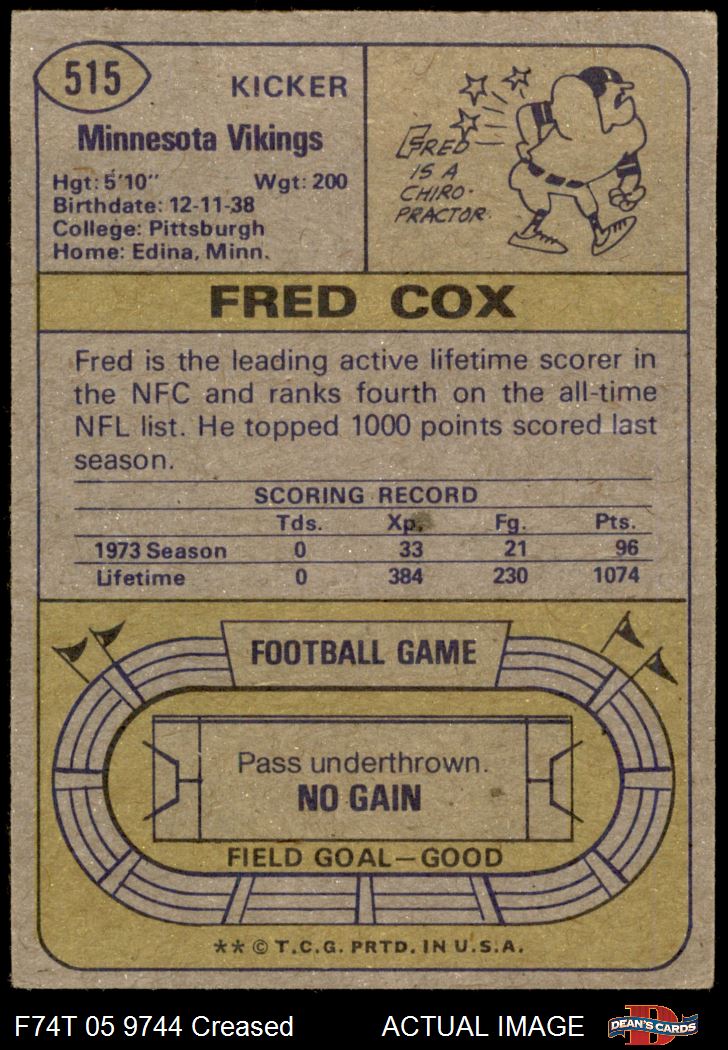 515
KICKER
Minnesota Vikings
Hgt: 5'10" Wgt: 200
Birthdate: 12-11-38
College: Pittsburgh
Home: Edina, Minn.
FRED
IS A
CHIRO-
PRACTOR.
FRED COX
Fred is the leading active lifetime scorer in
the NFC and ranks fourth on the all-time
NFL list. He topped 1000 points scored last
season.
SCORING RECORD
Tds. Xp. Fg. Pts.
1973 Season 0 33 21 96
Lifetime 0 384 230 1074
FOOTBALL GAME
Pass underthrown.
NO GAIN
FIELD GOAL—GOOD
** © T.C.G. PRTD. IN U.S.A.
F74T 05 9744 Creased ACTUAL IMAGE
D
DEAN'S CARDS